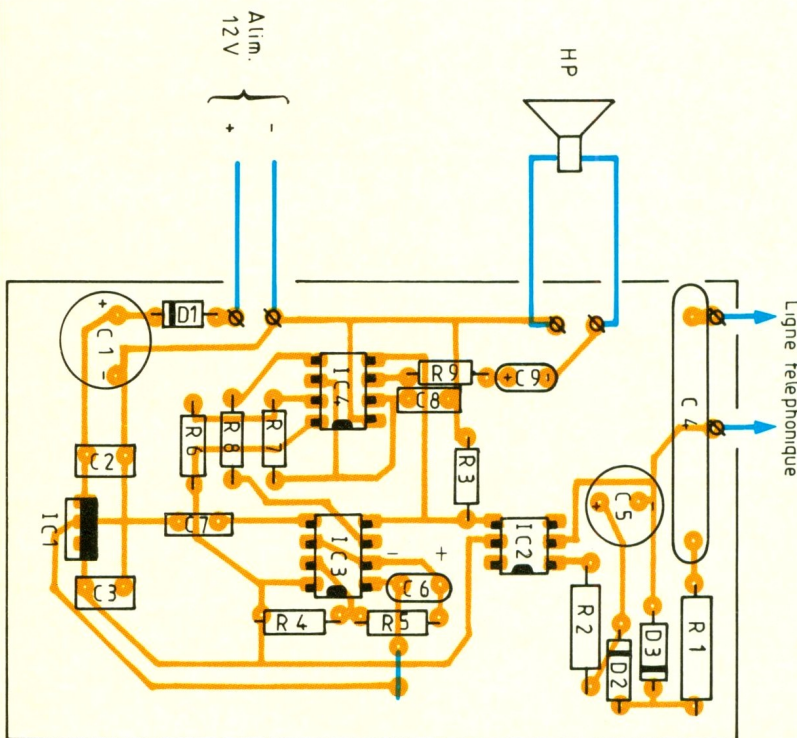 Alim.
12 V
+ -
HP
Ligne téléphonique
+
C1
-
D1
IC4
R9
+ C9 -
C8
C4
R6
R8
R7
R3
C2
IC1
C7
- +
IC3
C6
IC2
-
C5
+
C3
R4
R5
R2
D2
D3
R1